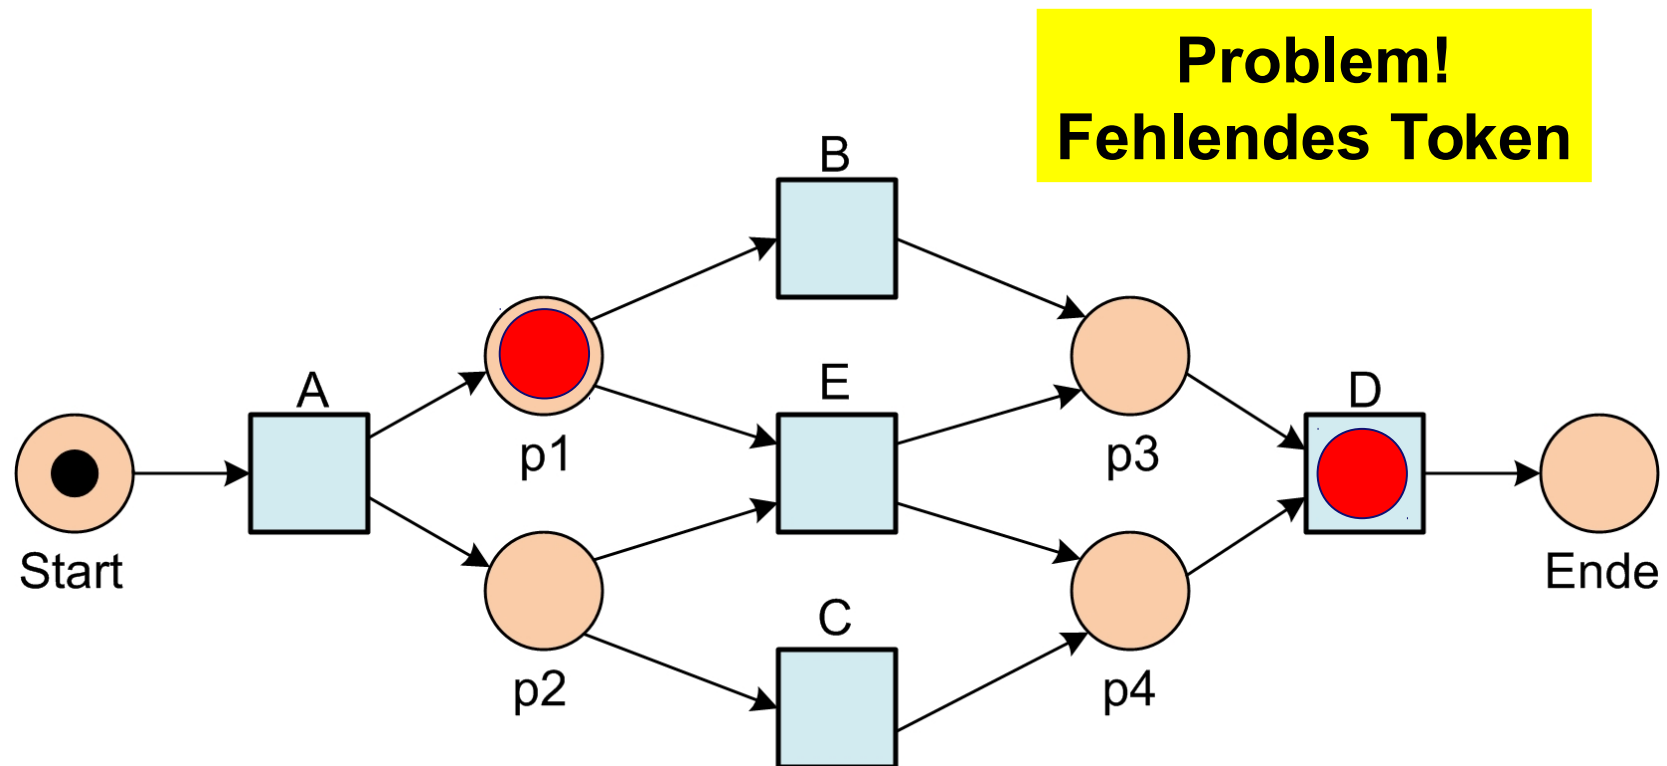 Problem!
Fehlendes Token
B
A
E
D
p1
p3
Start
Ende
C
p2
p4